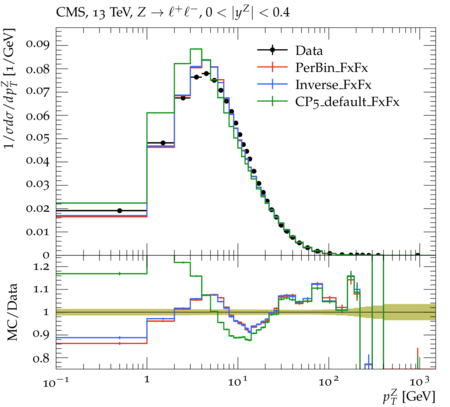 CMS, 13 TeV, Z → ℓ⁺ℓ⁻, 0 < |y^Z| < 0.4
1/σdσ/dp_T^Z [1/GeV]
0.09
0.08
0.07
0.06
0.05
0.04
0.03
0.02
0.01
0
Data
PerBin_FxFx
Inverse_FxFx
CP5_default_FxFx
MC/Data
1.2
1.1
1
0.9
0.8
10⁻¹ 1 10¹ 10² 10³
p_T^Z [GeV]